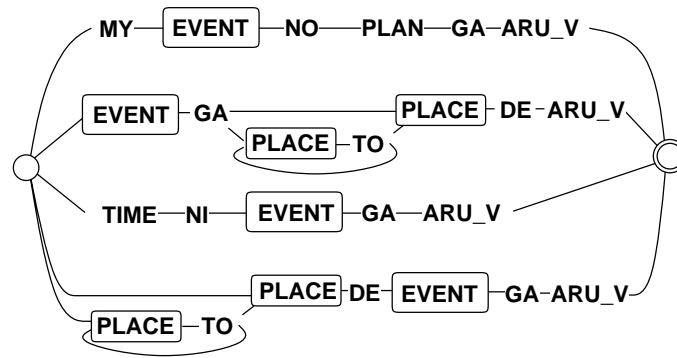 MY EVENT NO PLAN GA ARU_V
EVENT GA PLACE DE ARU_V
PLACE TO
TIME NI EVENT GA ARU_V
PLACE DE EVENT GA ARU_V
PLACE TO